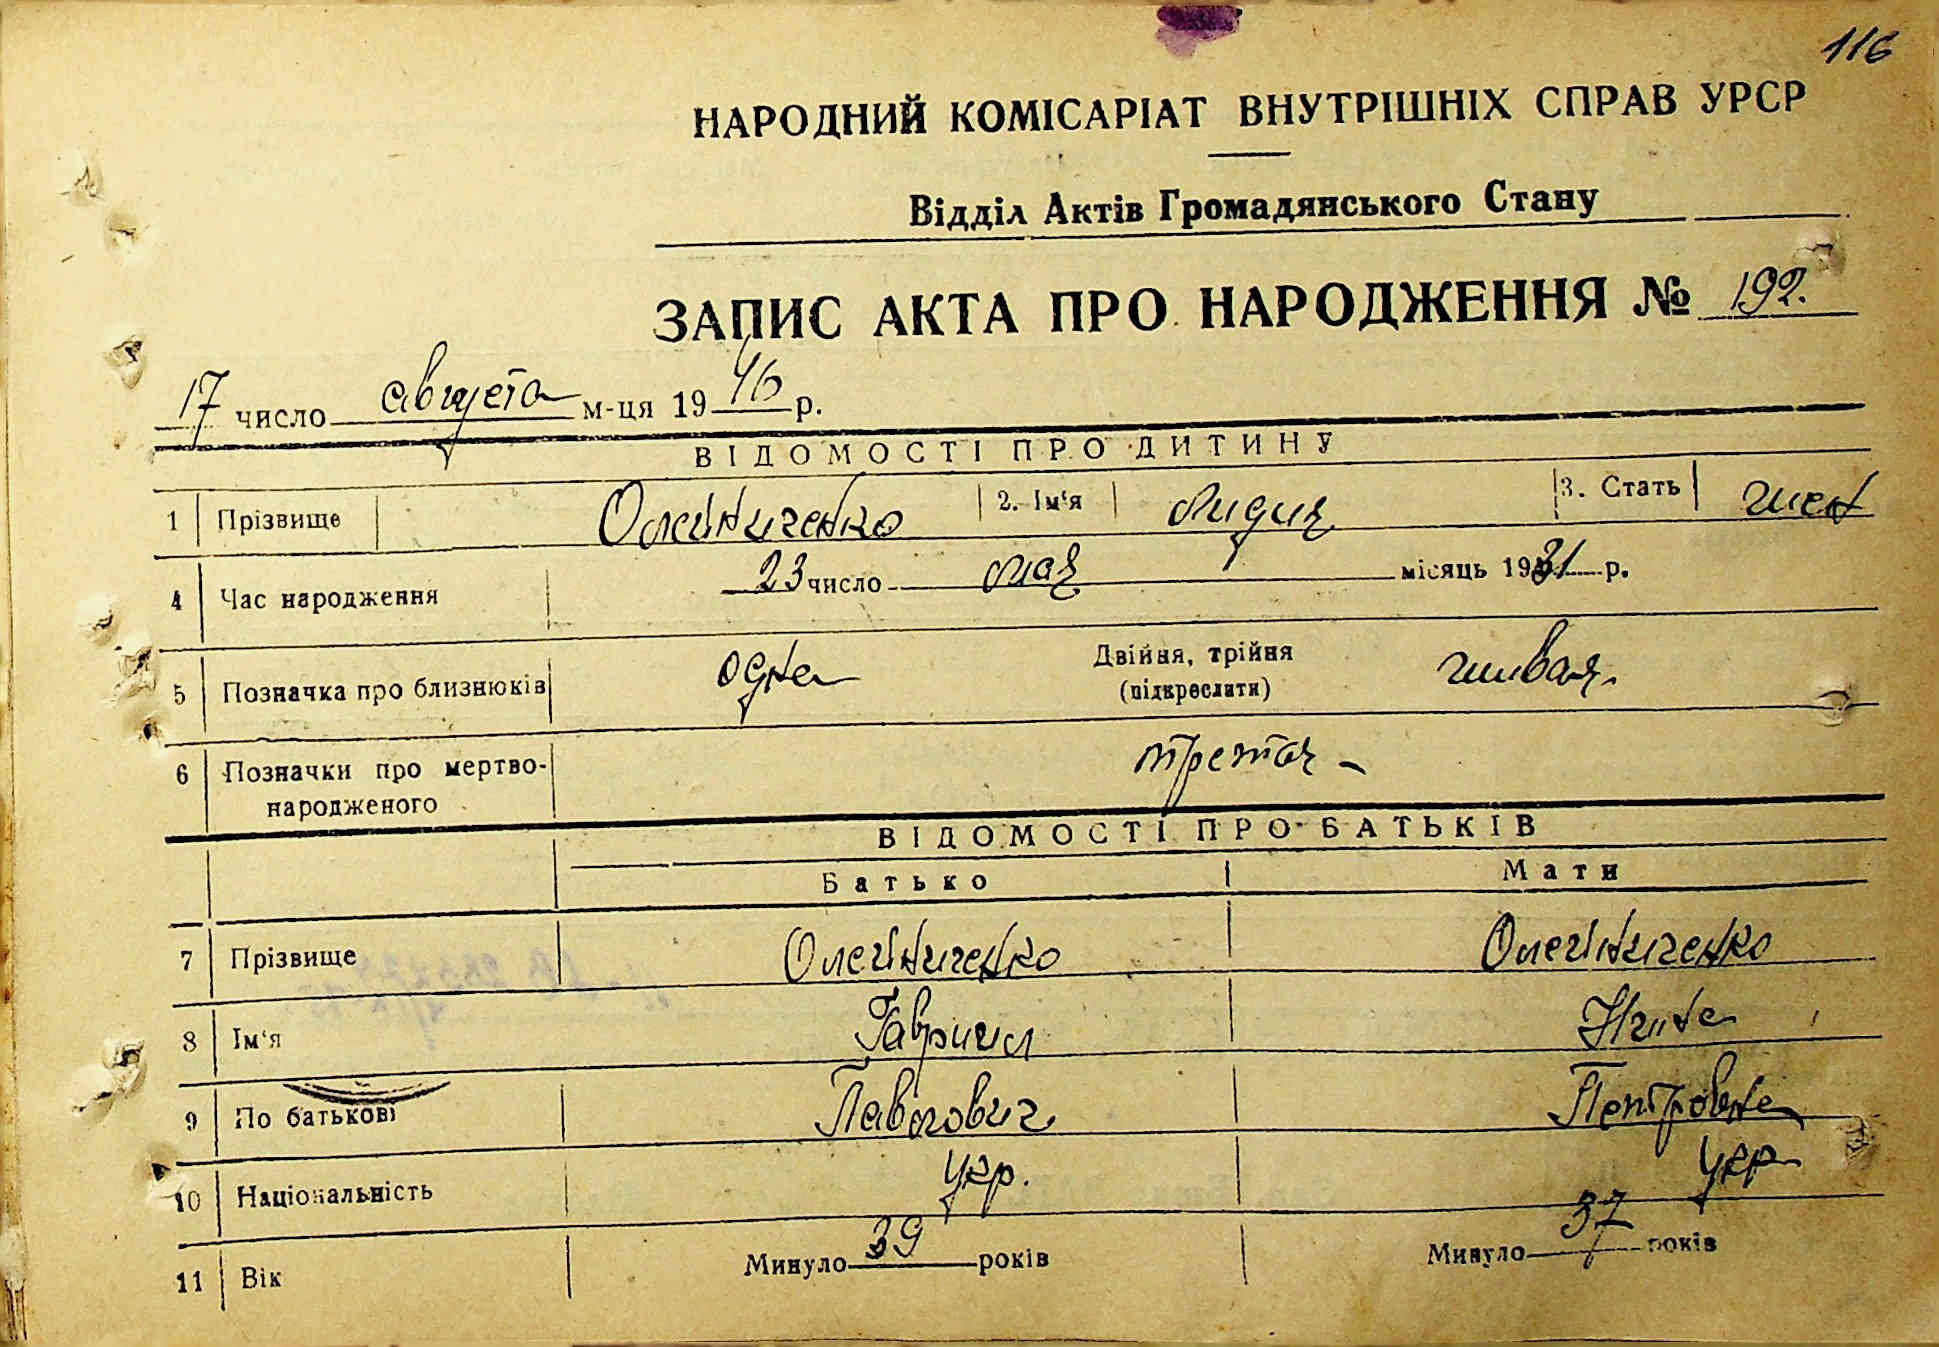 116
НАРОДНИЙ КОМІСАРІАТ ВНУТРІШНІХ СПРАВ УРСР
Відділ Актів Громадянського Стану
ЗАПИС АКТА ПРО НАРОДЖЕННЯ № 192.
17 число августа м-ця 1946 р.
ВІДОМОСТІ ПРО ДИТИНУ
1 Прізвище Олейниченко 2. Ім‘я Лидия 3. Стать жен
4 Час народження 23 число мая місяць 1931 р.
5 Позначка про близнюків одна Двійня, трійня (підкреслити) живая.
6 Позначки про мертво-
народженого третья
ВІДОМОСТІ ПРО БАТЬКІВ
Батько Мати
7 Прізвище Олейниченко Олейниченко
8 Ім‘я Гавриил Нина
9 По батькові Павлович Петровна
10 Національність укр. укр
11 Вік Минуло 39 років Минуло 37 років